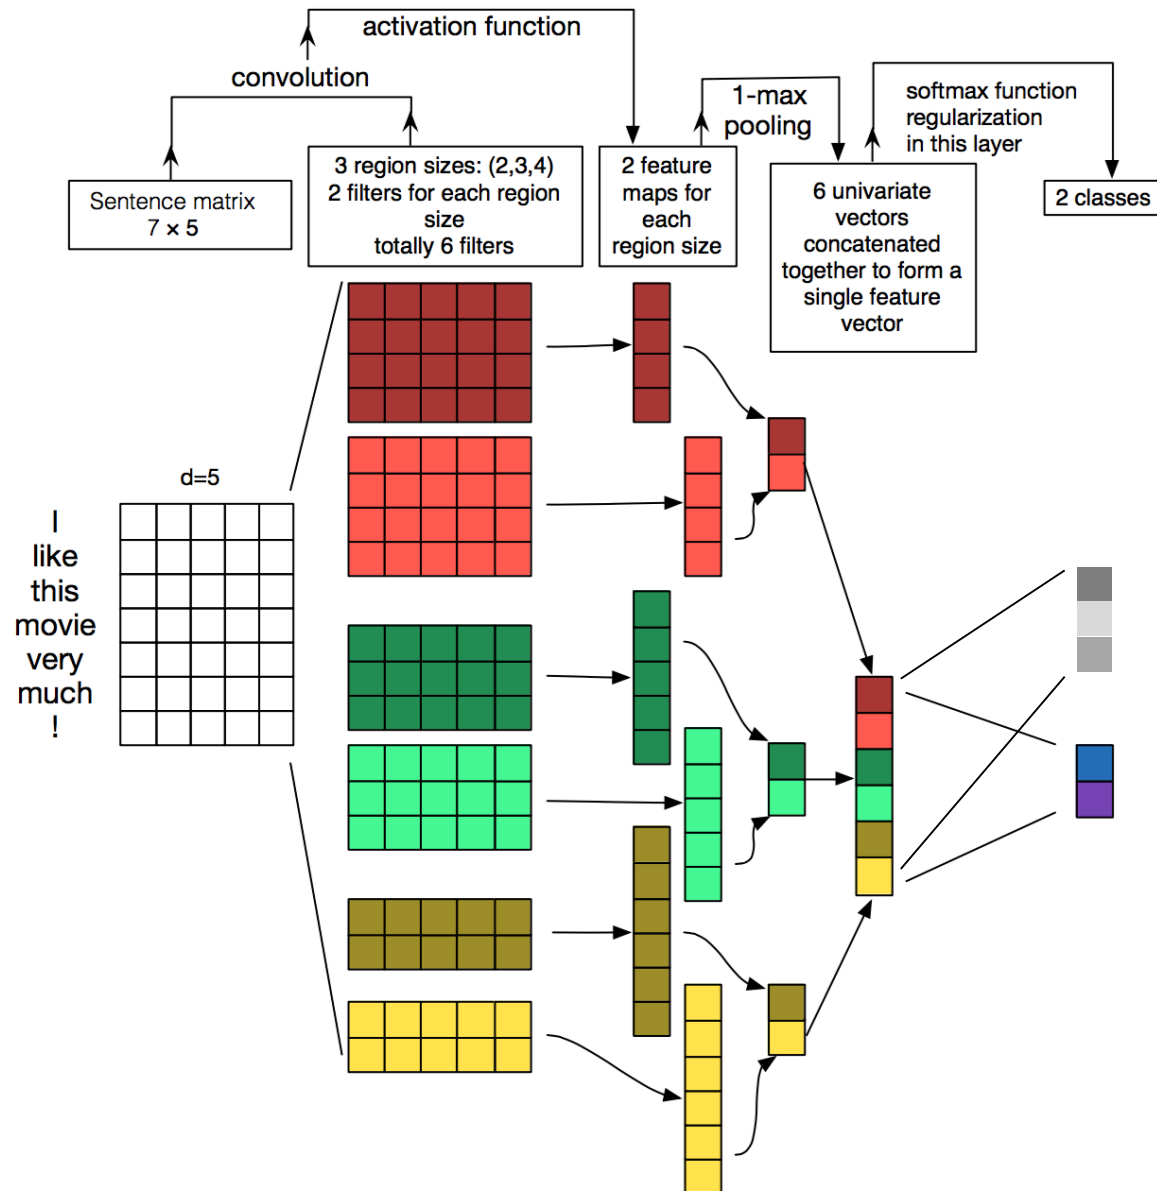 activation function
convolution
1-max
pooling
softmax function
regularization
in this layer
Sentence matrix
7 × 5
3 region sizes: (2,3,4)
2 filters for each region
size
totally 6 filters
2 feature
maps for
each
region size
6 univariate
vectors
concatenated
together to form a
single feature
vector
2 classes
d=5
I
like
this
movie
very
much
!